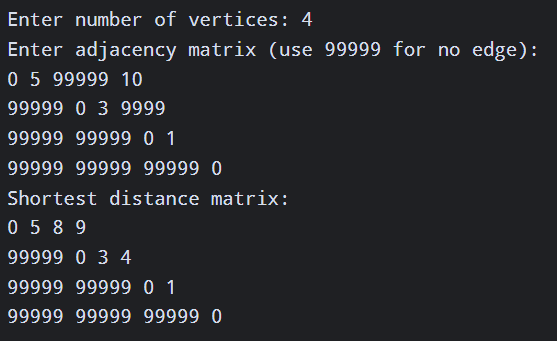 Enter number of vertices: 4
Enter adjacency matrix (use 99999 for no edge):
0 5 99999 10
99999 0 3 9999
99999 99999 0 1
99999 99999 99999 0
Shortest distance matrix:
0 5 8 9
99999 0 3 4
99999 99999 0 1
99999 99999 99999 0